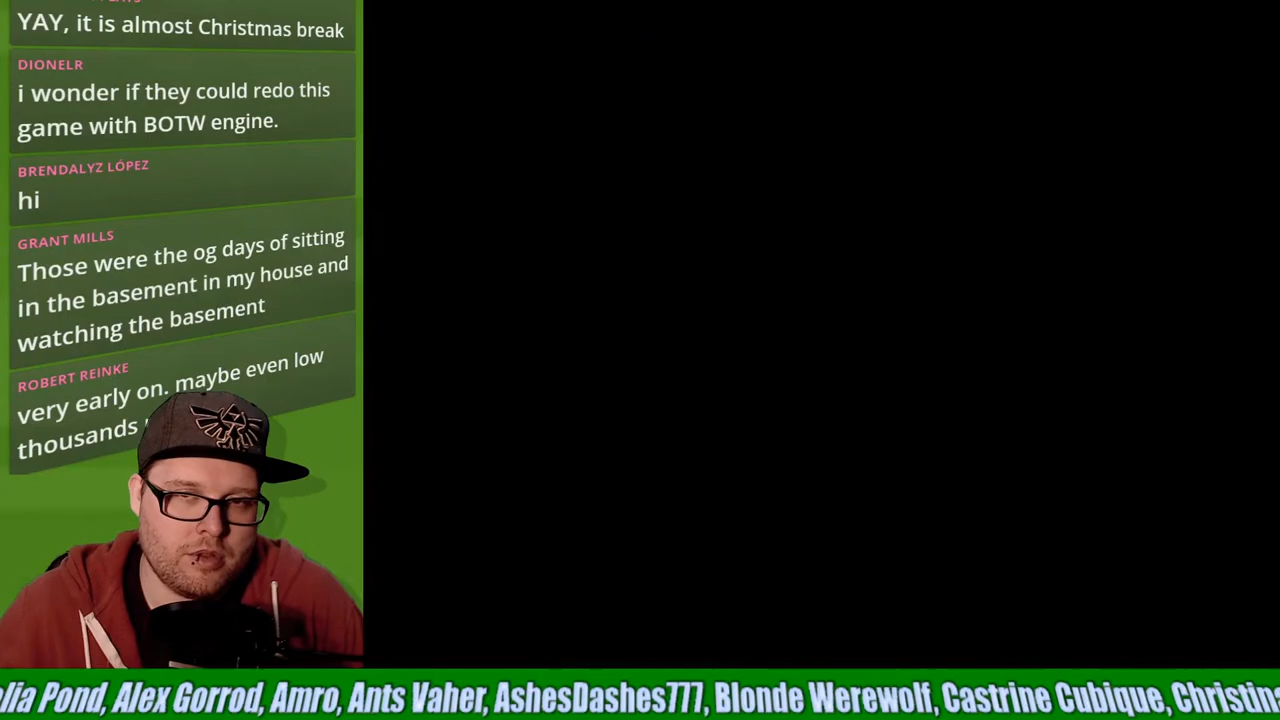 YAY, it is almost Christmas break
DIONELR
i wonder if they could redo this
game with BOTW engine.
BRENDALYZ LÓPEZ
hi
GRANT MILLS
Those were the og days of sitting
in the basement in my house and
watching the basement
ROBERT REINKE
very early on. maybe even low
thousands
Pond, Alex Gorrod, Amro, Ants Vaher, AshesDashes777, Blonde Werewolf, Castrine Cubique,